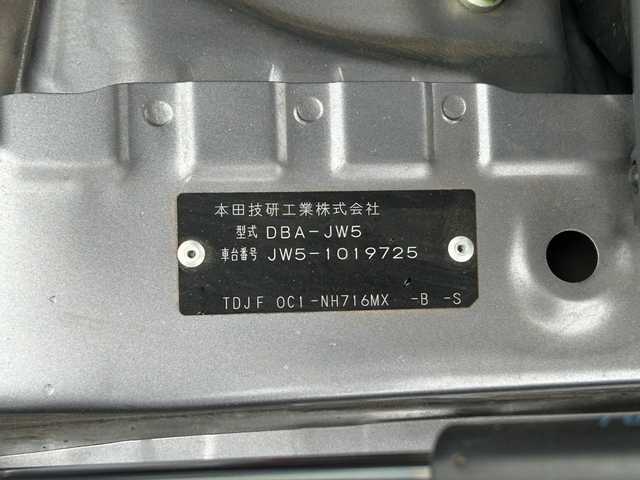 本田技研工業株式会社
型式 DBA-JW5
車台番号 JW5-1019725
TDJF 0C1-NH716MX -B -S